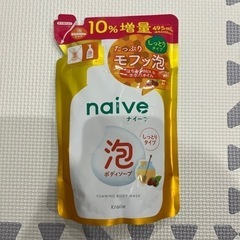 10%増量 495mL
たっぷり
モフッ泡
しっとり
タイプ
naive
ナイーブ
泡
ボディソープ
しっとりタイプ
Kracie
FOAMING BODY WASH